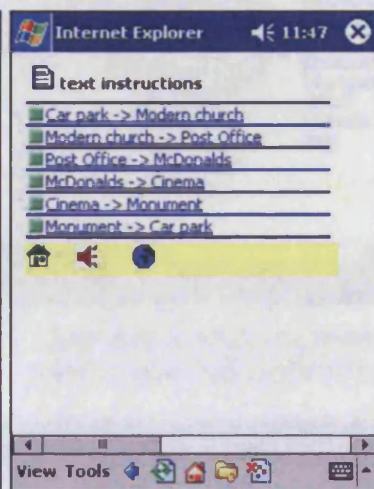 Internet Explorer 11:47
text instructions
Car park -> Modern church
Modern church -> Post Office
Post Office -> McDonalds
McDonalds -> Cinema
Cinema -> Monument
Monument -> Car park
View Tools